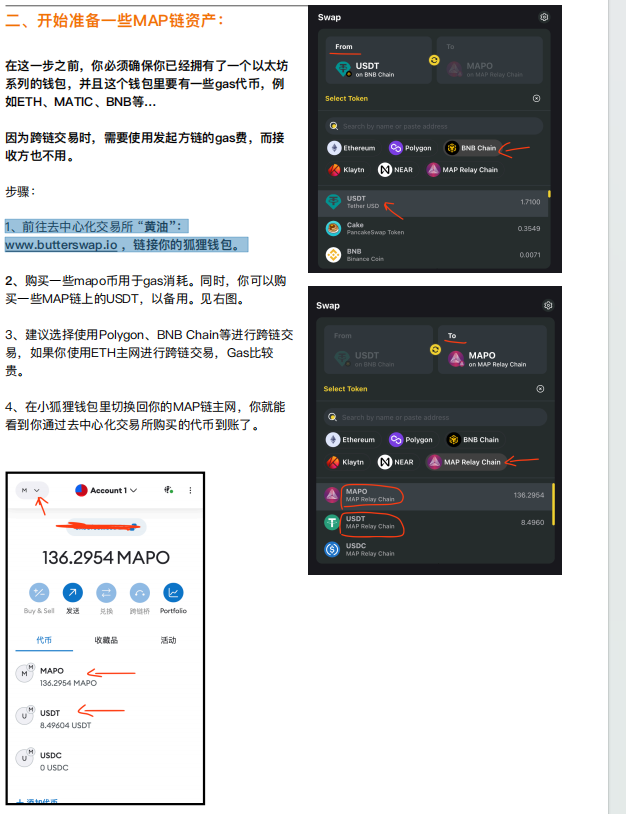 二、开始准备一些MAP链资产：
在这一步之前，你必须确保你已经拥有了一个以太坊
系列的钱包，并且这个钱包里要有一些gas代币，例
如ETH、MATIC、BNB等...
因为跨链交易时，需要使用发起方链的gas费，而接
收方也不用。
步骤：
1、前往去中心化交易所 “黄油”：
www.butterswap.io ，链接你的狐狸钱包。
2、购买一些mapo币用于gas消耗。同时，你可以购
买一些MAP链上的USDT，以备用。见右图。
3、建议选择使用Polygon、BNB Chain等进行跨链交
易，如果你使用ETH主网进行跨链交易，Gas比较
贵。
4、在小狐狸钱包里切换回你的MAP链主网，你就能
看到你通过去中心化交易所购买的代币到账了。
M
Account 1
136.2954 MAPO
Buy & Sell 发送 兑换 跨链桥 Portfolio
代币 收藏品 活动
M M
MAPO
136.2954 MAPO
U M
USDT
8.49604 USDT
U M
USDC
0 USDC
+ 添加代币
Swap
From To
USDT MAPO
on BNB Chain on MAP Relay Chain
Select Token
Search by name or paste address
Ethereum Polygon BNB Chain
Klaytn NEAR MAP Relay Chain
USDT
Tether USD 1.7100
Cake
PancakeSwap Token 0.3549
BNB
Binance Coin 0.0071
Swap
From To
USDT MAPO
on BNB Chain on MAP Relay Chain
Select Token
Search by name or paste address
Ethereum Polygon BNB Chain
Klaytn NEAR MAP Relay Chain
MAPO
MAP Relay Chain 136.2954
USDT
MAP Relay Chain 8.4960
USDC
MAP Relay Chain